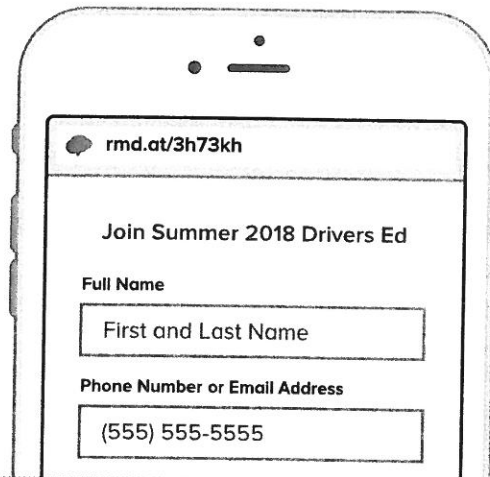 rmd.at/3h73kh
Join Summer 2018 Drivers Ed
Full Name
First and Last Name
Phone Number or Email Address
(555) 555-5555